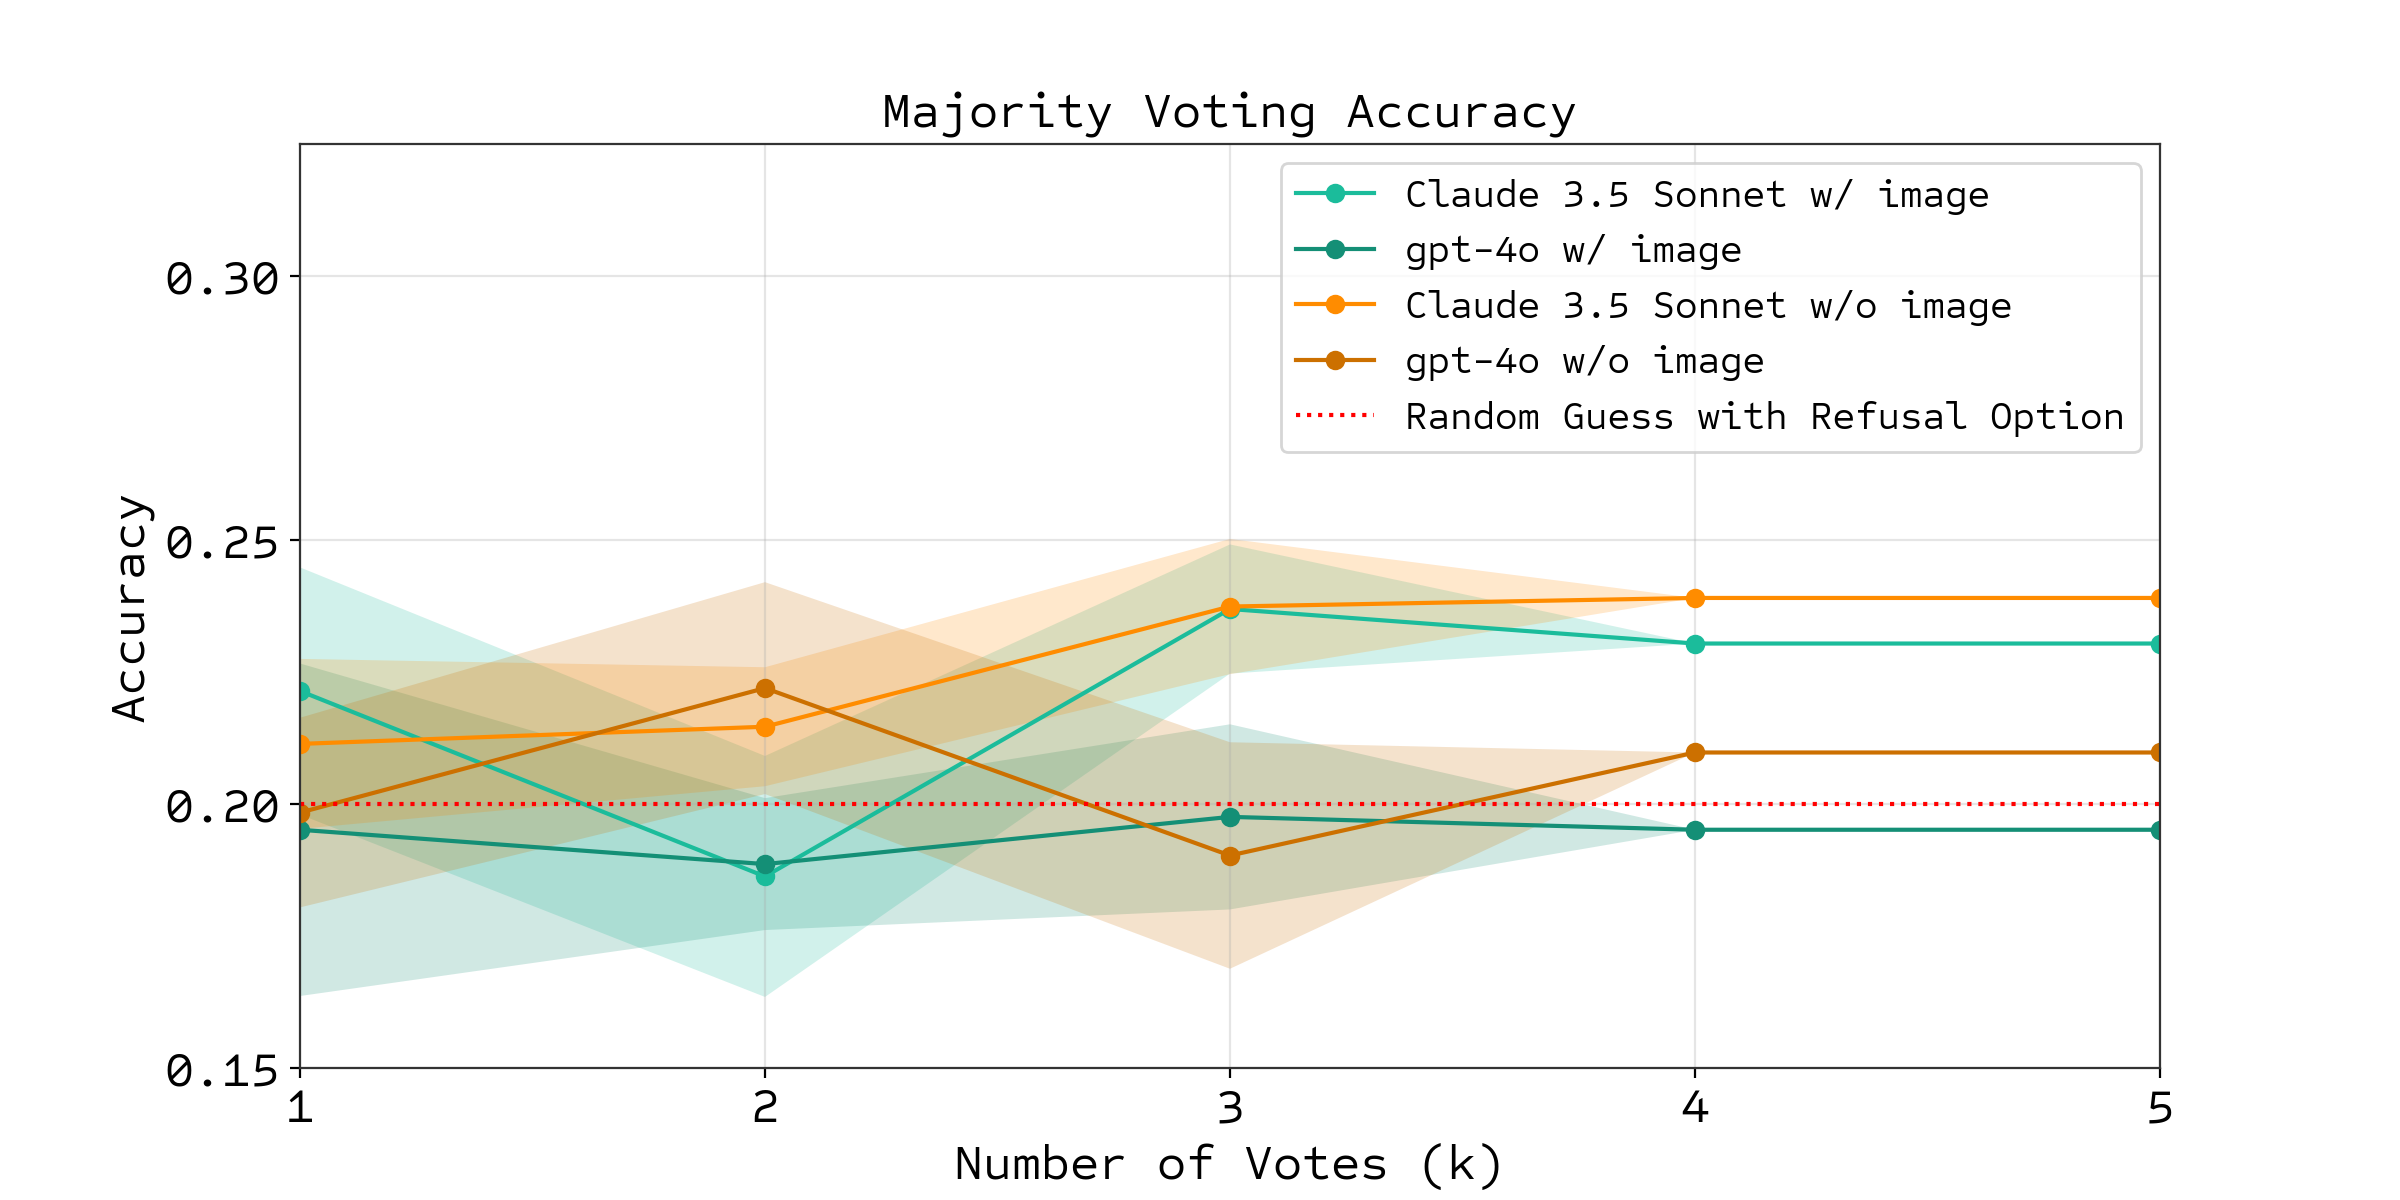 Majority Voting Accuracy
Claude 3.5 Sonnet w/ image
gpt-4o w/ image
Claude 3.5 Sonnet w/o image
gpt-4o w/o image
Random Guess with Refusal Option
Accuracy
0.30
0.25
0.20
0.15
1 2 3 4 5
Number of Votes (k)